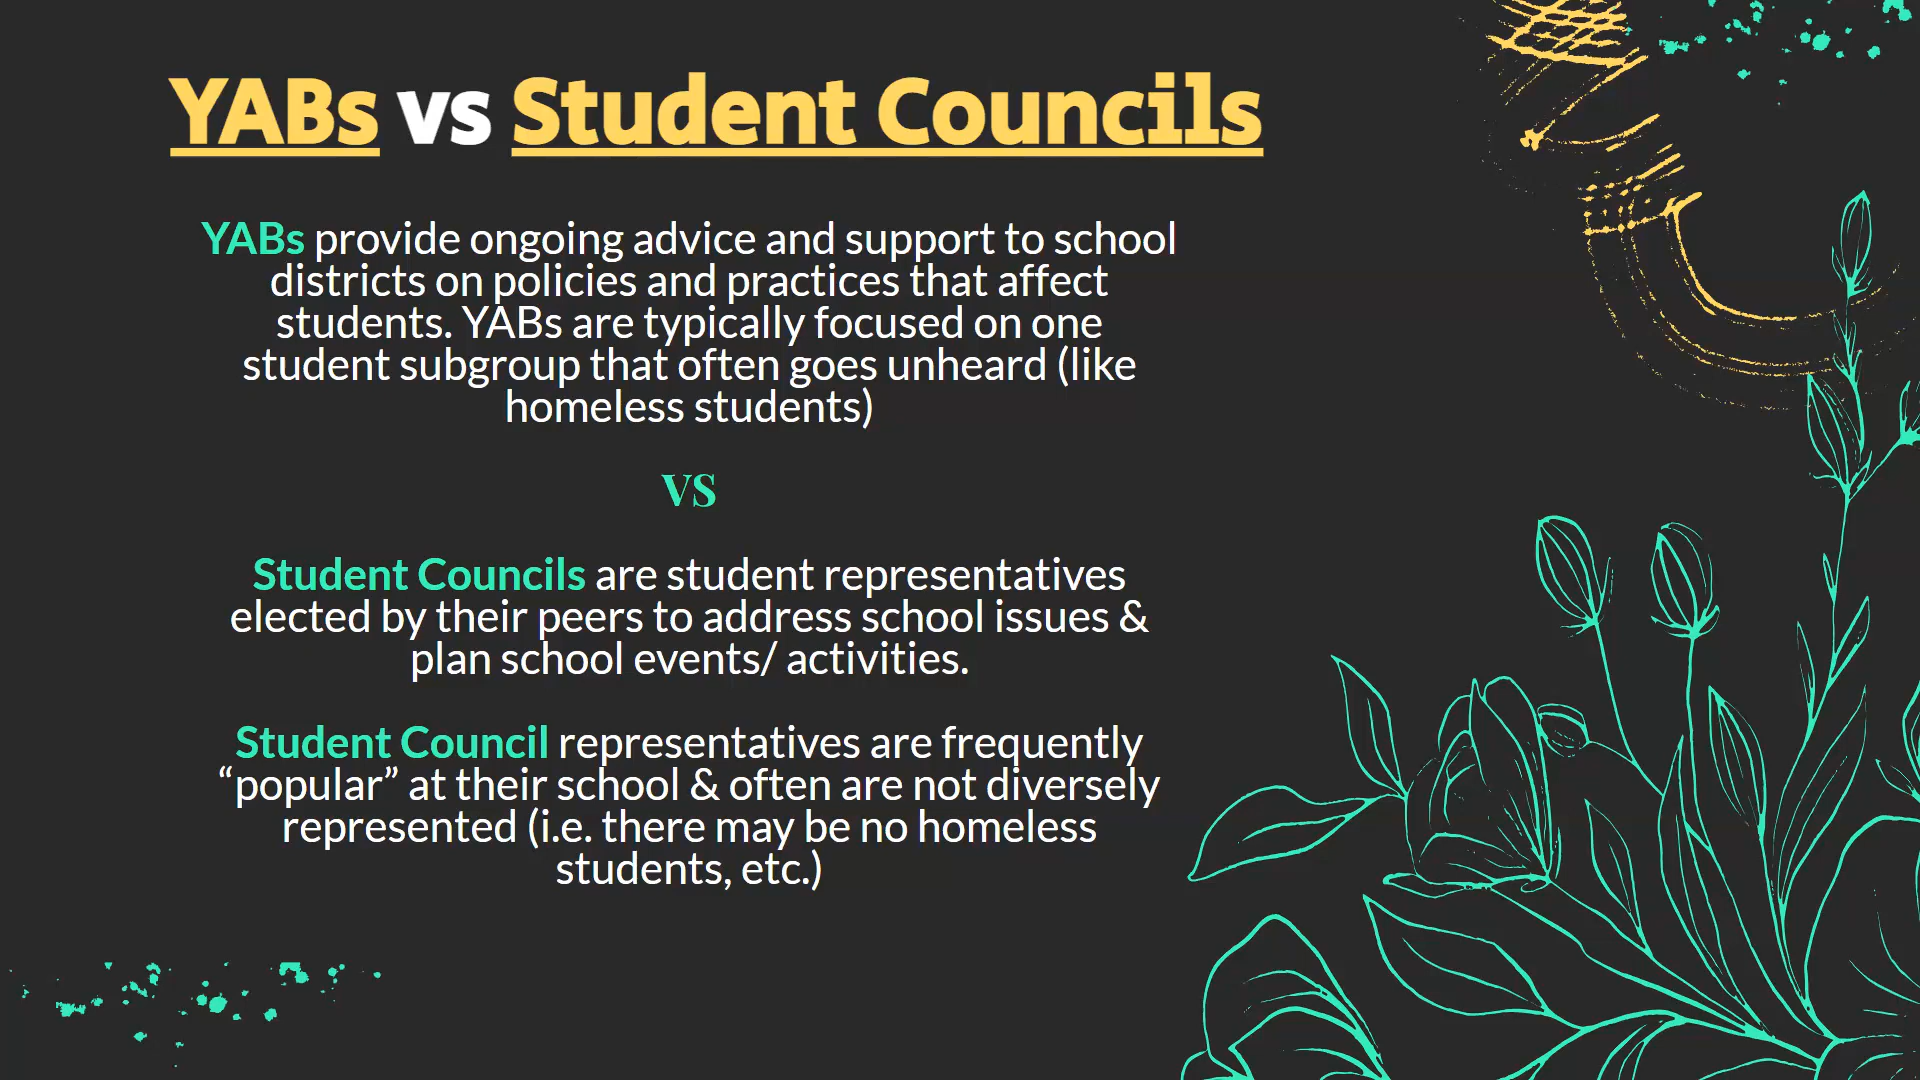 YABs vs Student Councils
YABs provide ongoing advice and support to school
districts on policies and practices that affect
students. YABs are typically focused on one
student subgroup that often goes unheard (like
homeless students)
vs
Student Councils are student representatives
elected by their peers to address school issues &
plan school events/ activities.
Student Council representatives are frequently
“popular” at their school & often are not diversely
represented (i.e. there may be no homeless
students, etc.)